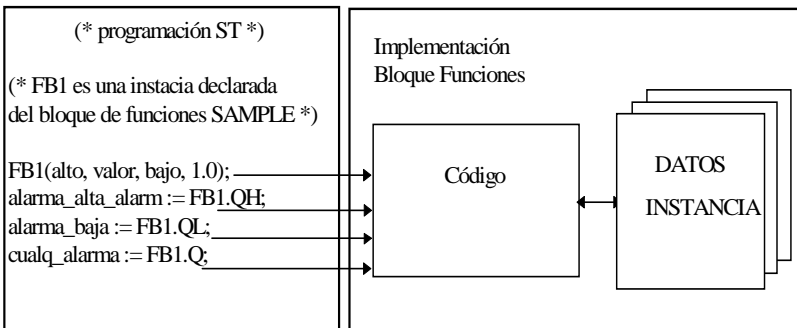 (* programación ST *)
(* FB1 es una instacia declarada
del bloque de funciones SAMPLE *)
FB1(alto, valor, bajo, 1.0);
alarma_alta_alarm := FB1.QH;
alarma_baja := FB1.QL;
cualq_alarma := FB1.Q;
Implementación
Bloque Funciones
Código
DATOS
INSTANCIA